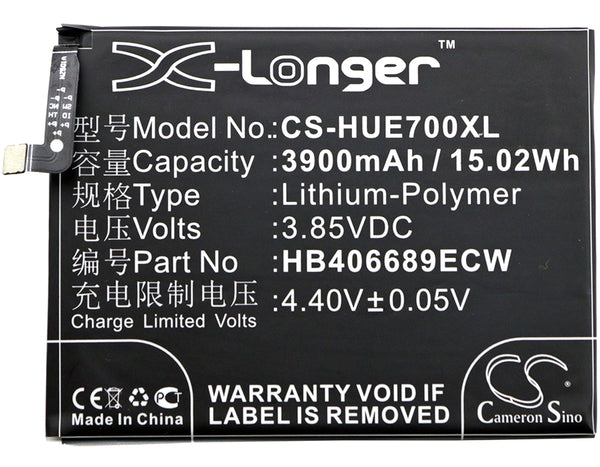 X-Longer™
型号Model No.:CS-HUE700XL
容量Capacity :3900mAh / 15.02Wh
规格Type :Lithium-Polymer
电压Volts :3.85VDC
编号Part No :HB406689ECW
充电限制电压 :4.40V±0.05V
Charge Limited Volts
CE FC
Made in China
WARRANTY VOID IF
LABEL IS REMOVED
CS
Cameron Sino